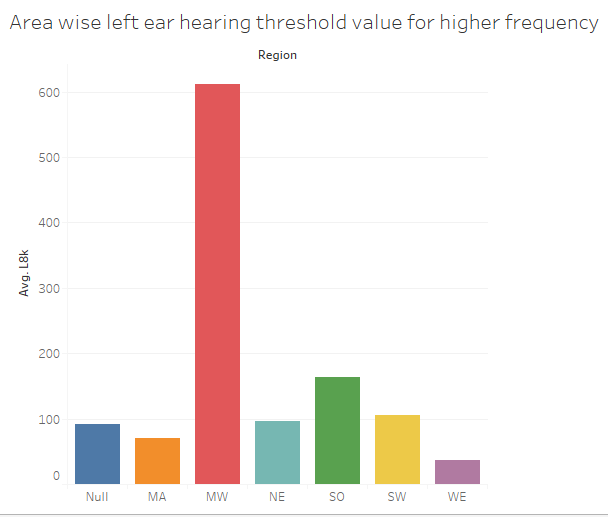 Area wise left ear hearing threshold value for higher frequency
Region
600
500
400
300
200
100
0
Avg. L8k
Null MA MW NE SO SW WE